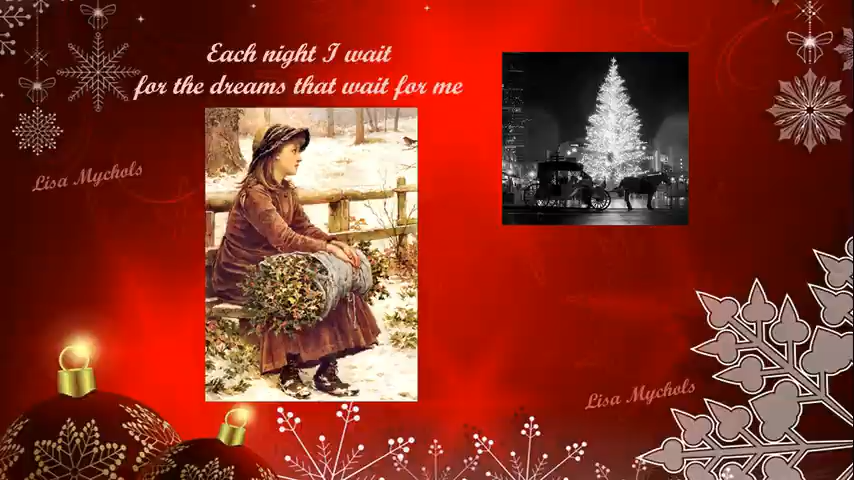 Each night I wait
for the dreams that wait for me
Lisa Mychols
Lisa Mychols